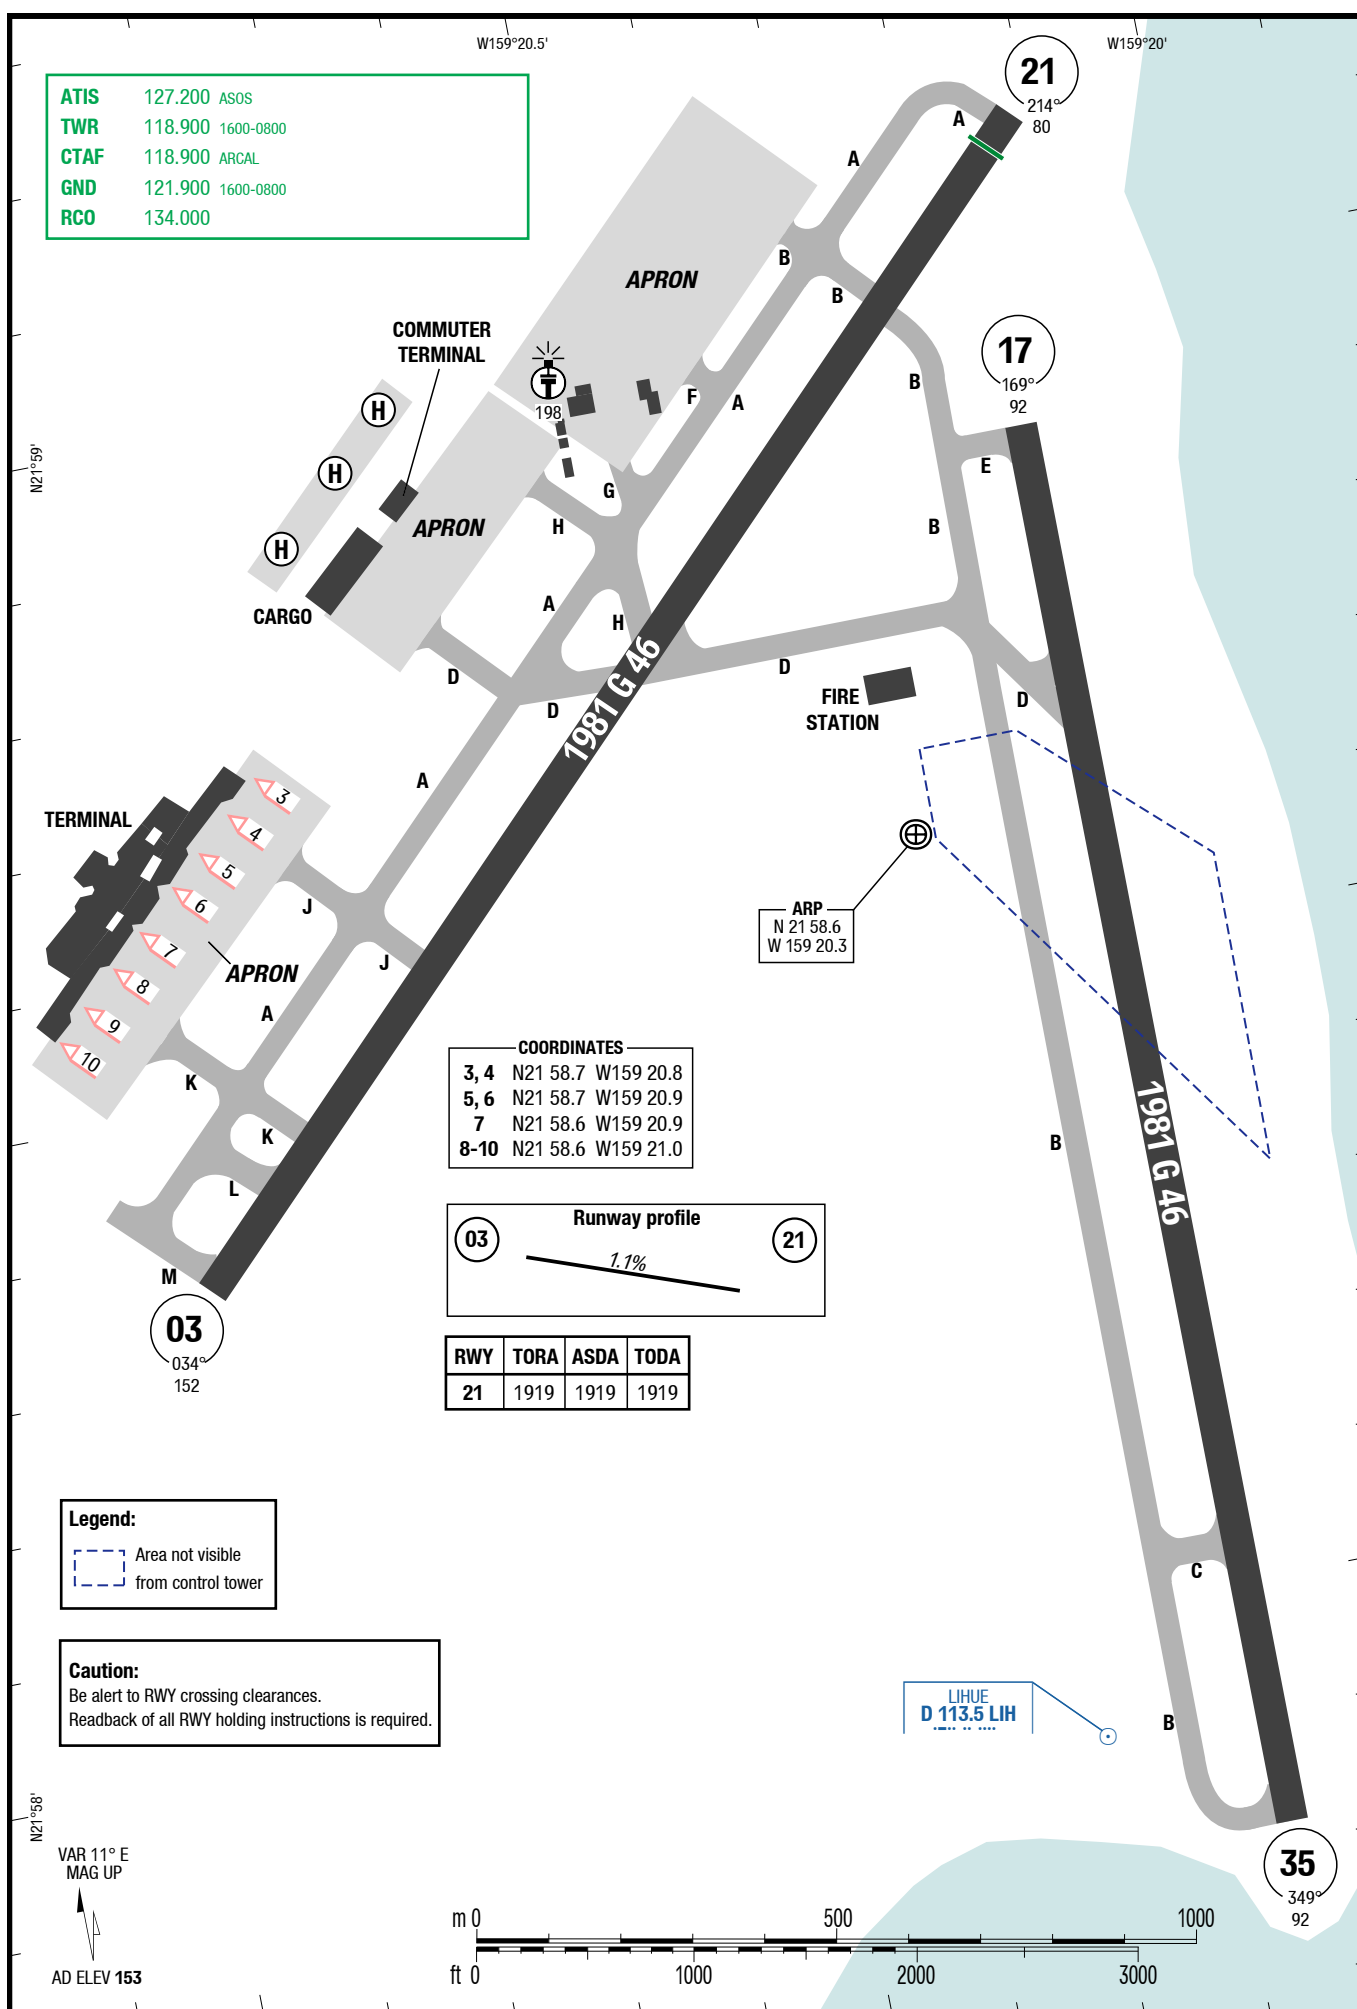 W159°20.5'
W159°20'
ATIS 127.200 ASOS
TWR 118.900 1600-0800
CTAF 118.900 ARCAL
GND 121.900 1600-0800
RCO 134.000
21
214°
80
A
A
B
B
APRON
COMMUTER
TERMINAL
198
17
169°
92
B
F
A
H
H
H
E
G
H
APRON
B
N21°59'
CARGO
A
H
D
D
D
D
1981 G 46
FIRE
STATION
A
TERMINAL
3
4
5
6
7
8
9
10
APRON
J
J
ARP
N 21 58.6
W 159 20.3
A
K
K
L
M
COORDINATES
3, 4 N21 58.7 W159 20.8
5, 6 N21 58.7 W159 20.9
7 N21 58.6 W159 20.9
8-10 N21 58.6 W159 21.0
B
1981 G 46
Runway profile
03
21
1.1%
03
034°
152
RWY TORA ASDA TODA
21 1919 1919 1919
Legend:
Area not visible
from control tower
C
Caution:
Be alert to RWY crossing clearances.
Readback of all RWY holding instructions is required.
LIHUE
D 113.5 LIH
B
N21°58'
35
349°
92
VAR 11° E
MAG UP
AD ELEV 153
m 0 500 1000
ft 0 1000 2000 3000